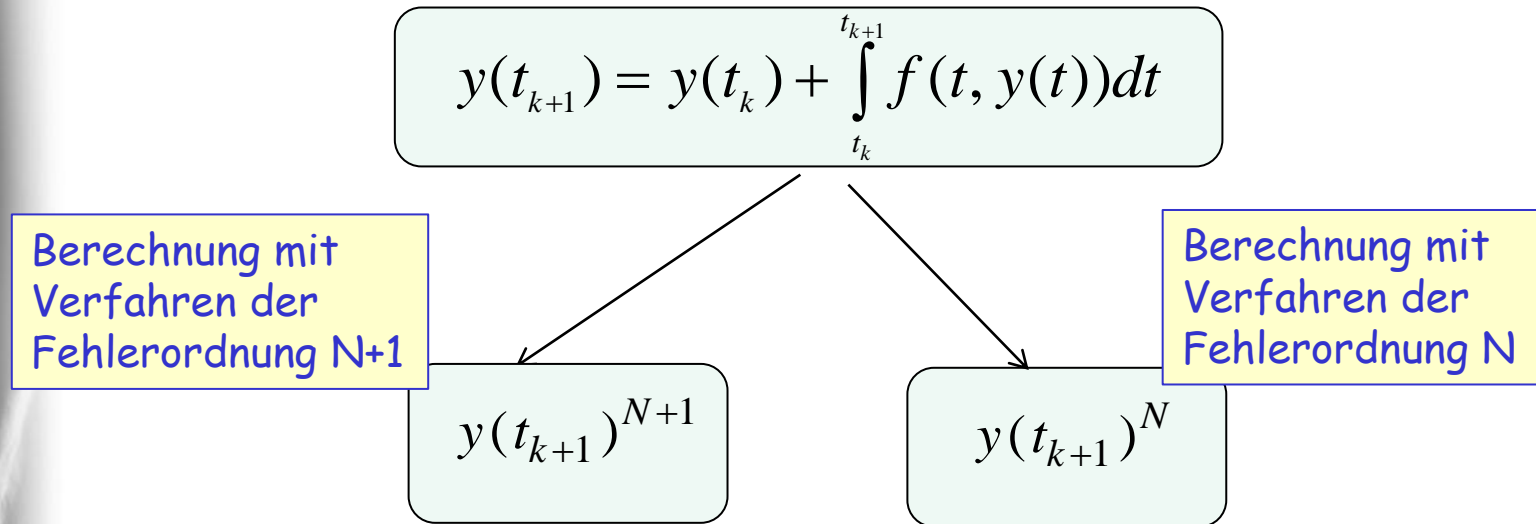 y(t_{k+1}) = y(t_k) + \int_{t_k}^{t_{k+1}} f(t, y(t))dt
Berechnung mit
Verfahren der
Fehlerordnung N+1
Berechnung mit
Verfahren der
Fehlerordnung N
y(t_{k+1})^{N+1}
y(t_{k+1})^N